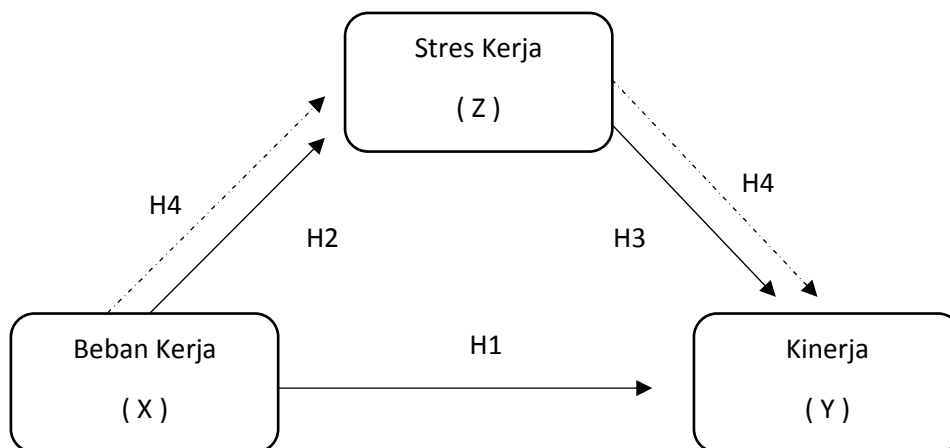 Stres Kerja
( Z )
H4
H4
H2
H3
Beban Kerja
( X )
H1
Kinerja
( Y )